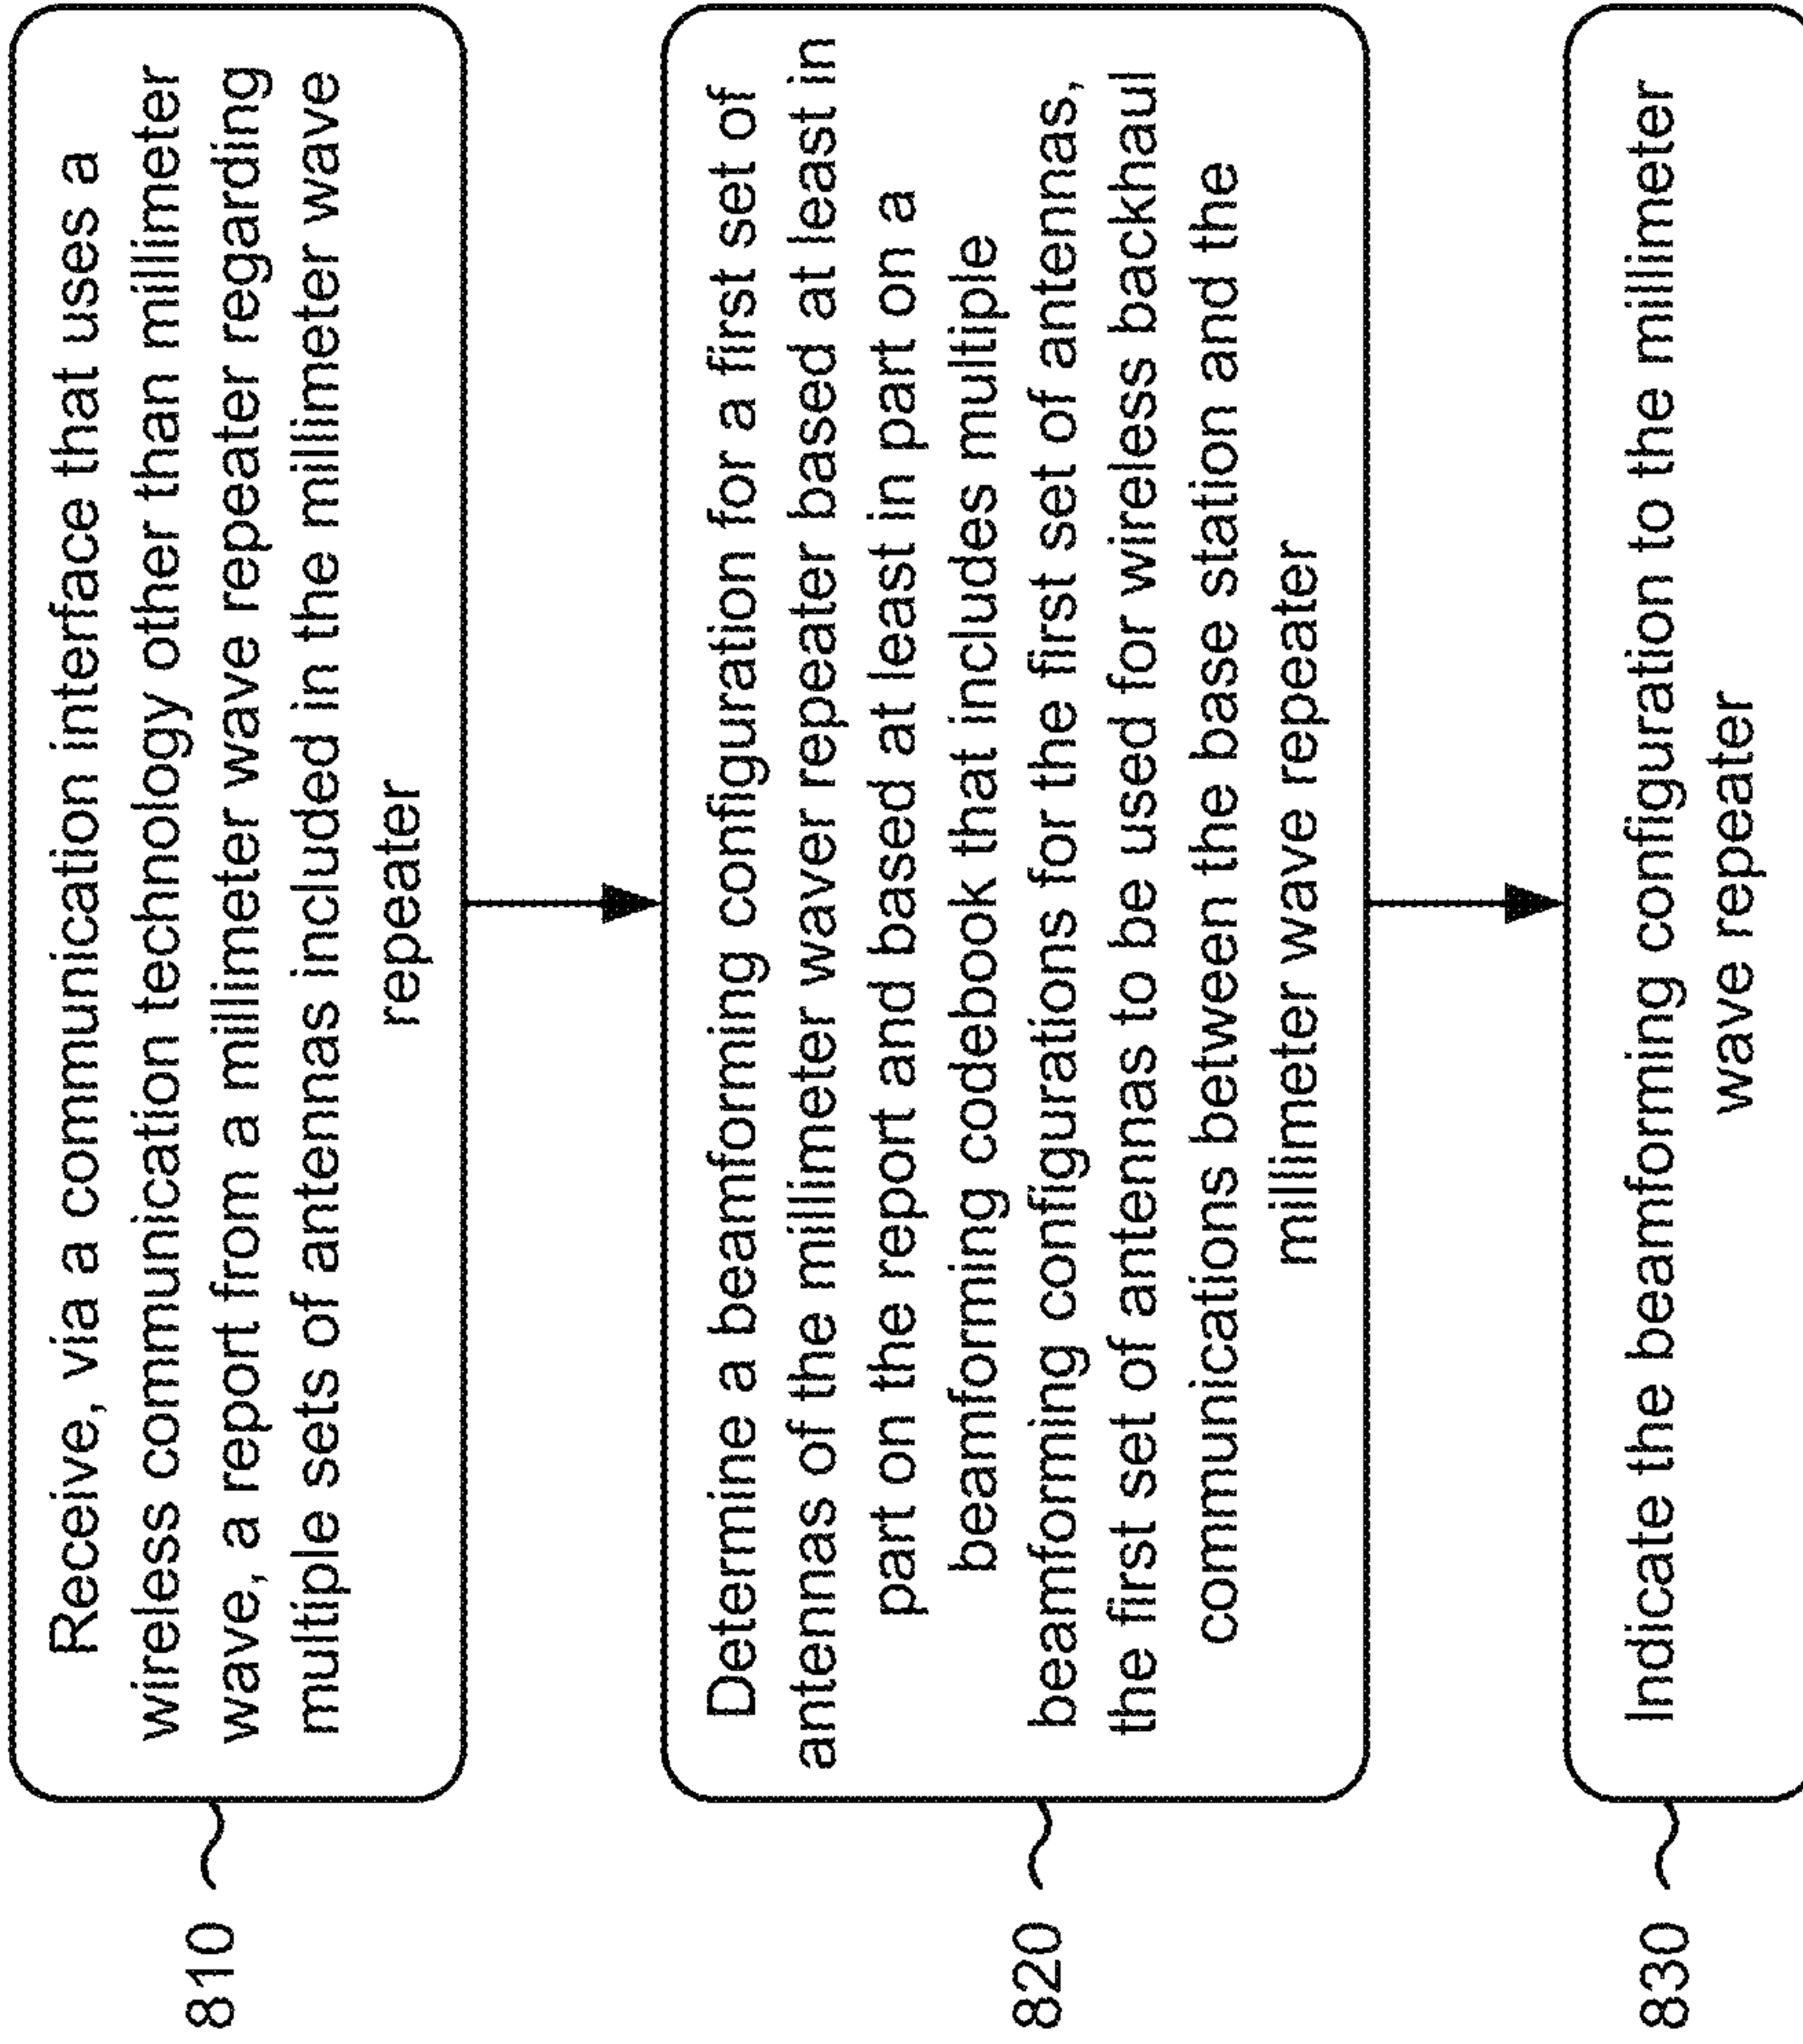 810
Receive, via a communication interface that uses a
wireless communication technology other than millimeter
wave, a report from a millimeter wave repeater regarding
multiple sets of antennas included in the millimeter wave
repeater
820
Determine a beamforming configuration for a first set of
antennas of the millimeter waver repeater based at least in
part on the report and based at least in part on a
beamforming codebook that includes multiple
beamforming configurations for the first set of antennas,
the first set of antennas to be used for wireless backhaul
communications between the base station and the
millimeter wave repeater
830
Indicate the beamforming configuration to the millimeter
wave repeater